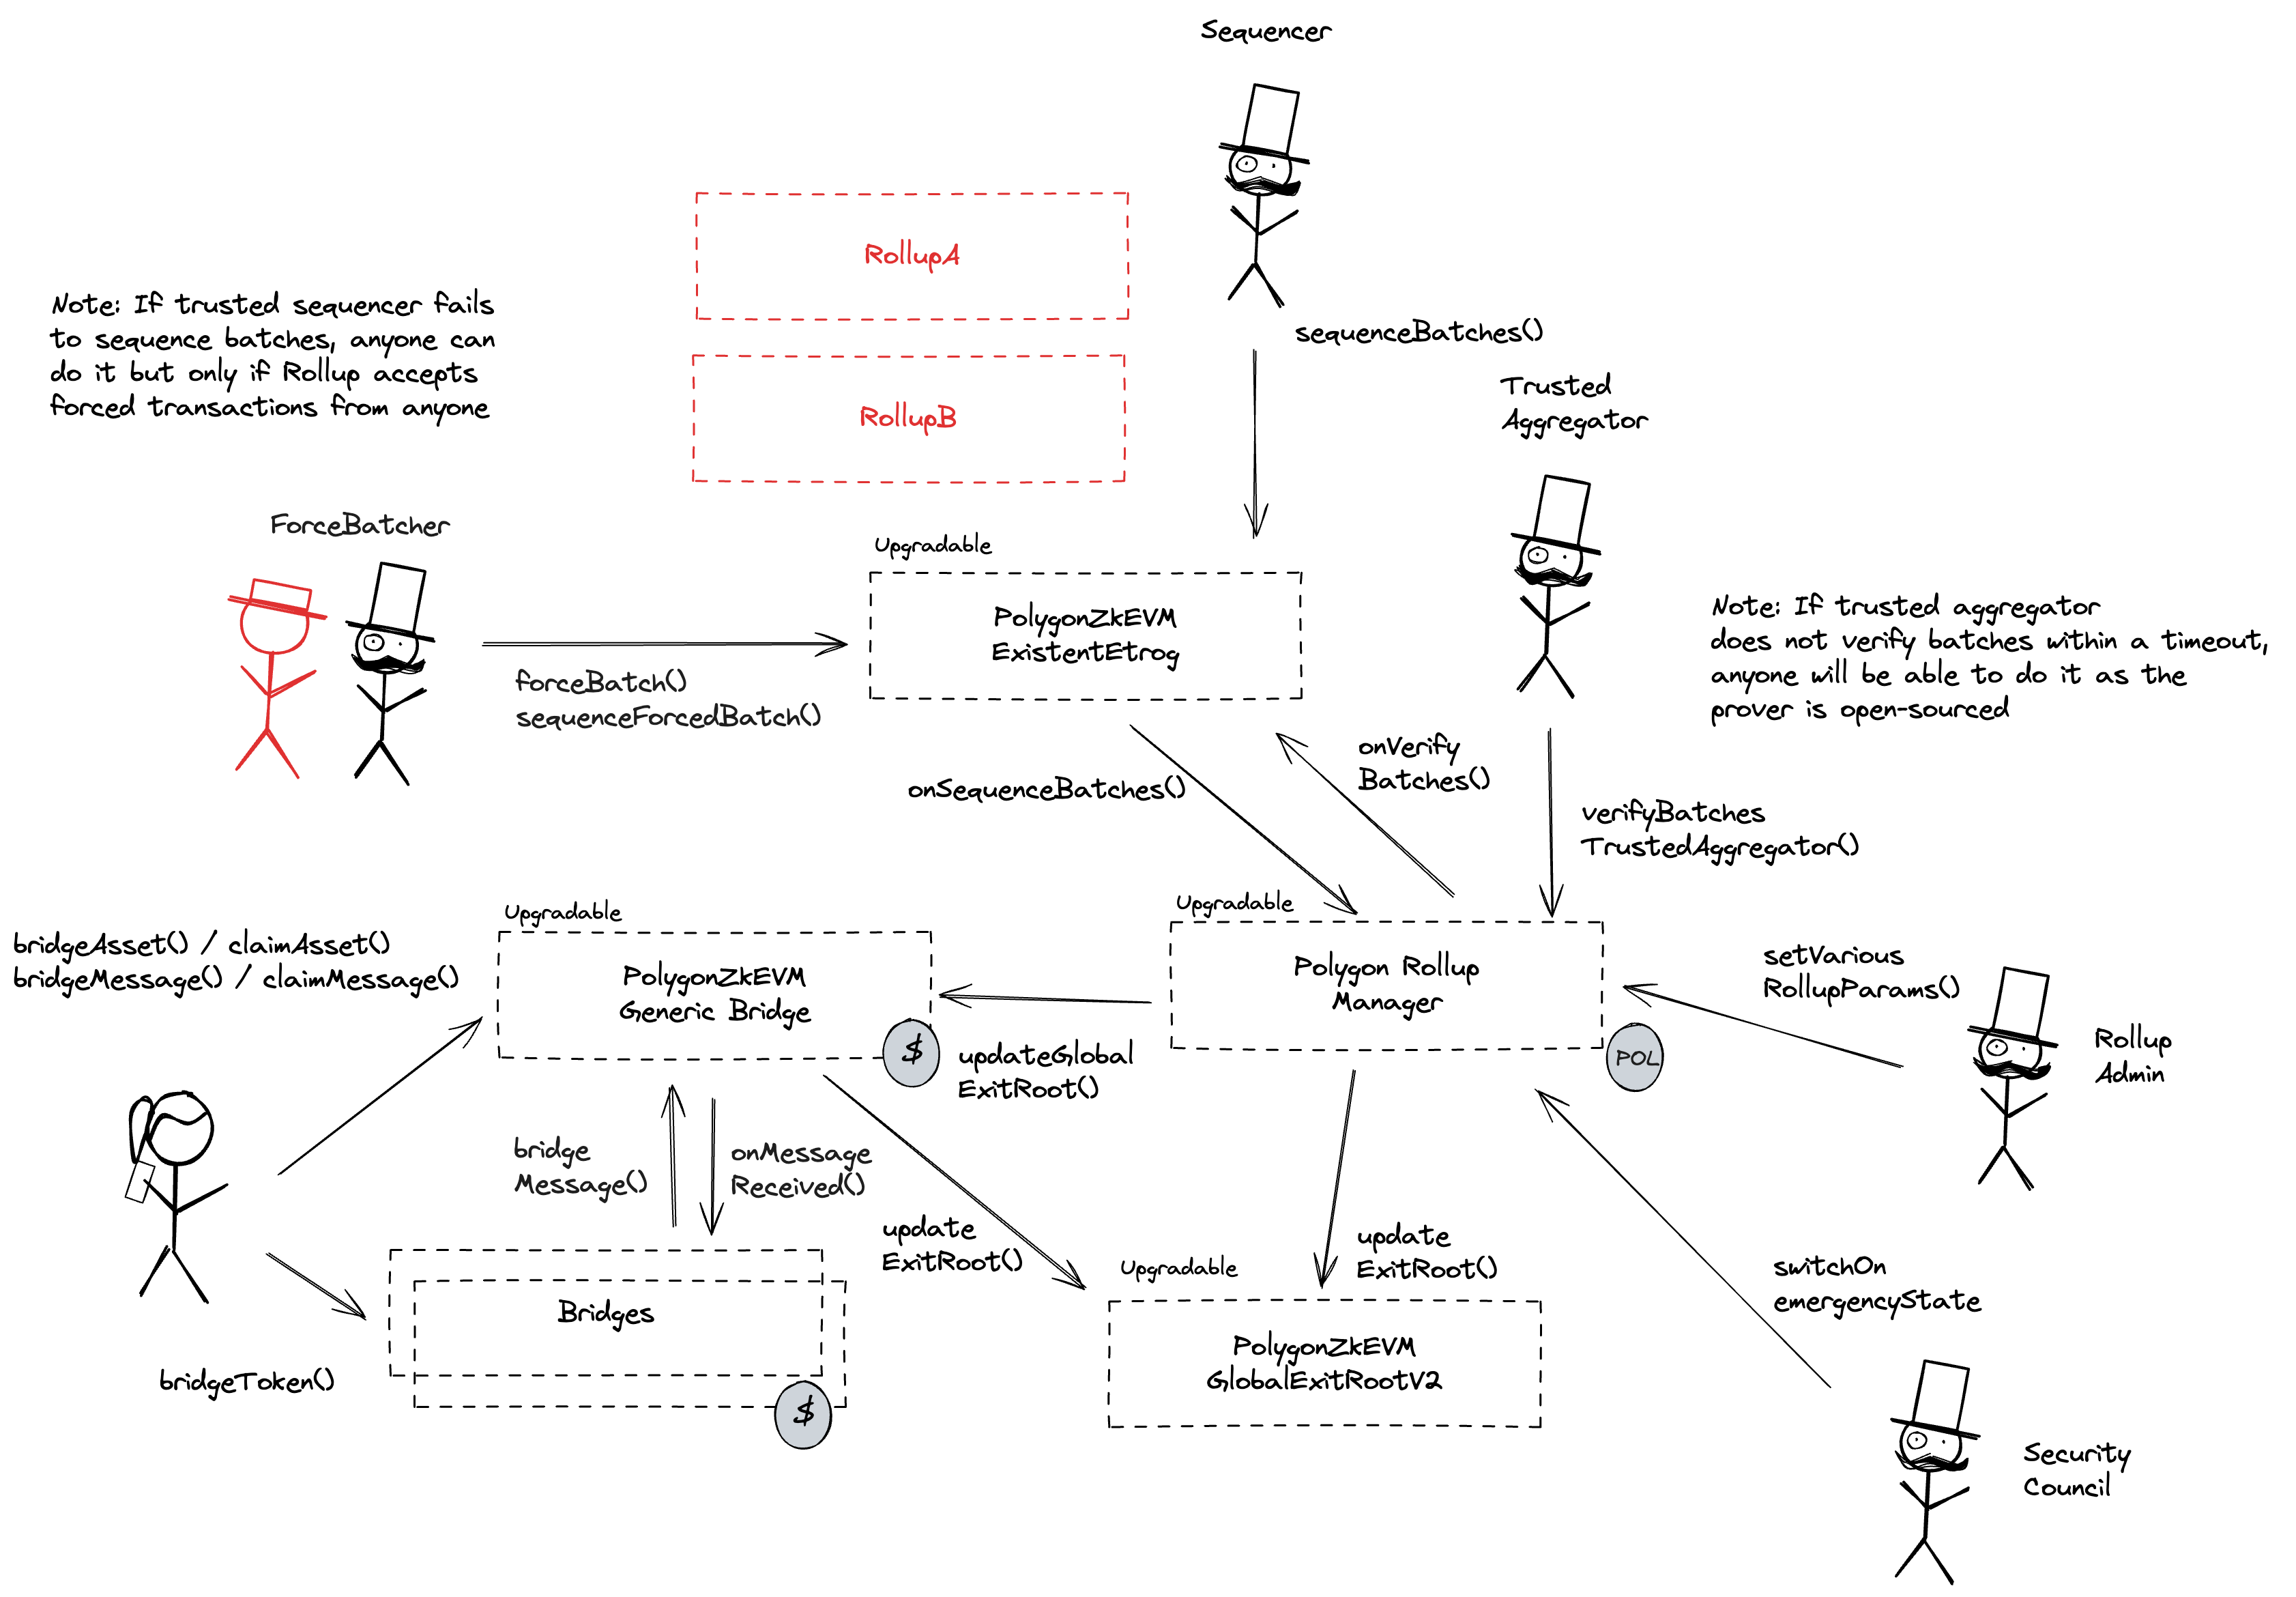 Sequencer
RollupA
Note: If trusted sequencer fails
to sequence batches, anyone can
do it but only if Rollup accepts
forced transactions from anyone
sequenceBatches()
RollupB
Trusted
Aggregator
ForceBatcher
Upgradable
PolygonZkEVM
ExistentEtrog
Note: If trusted aggregator
does not verify batches within a timeout,
anyone will be able to do it as the
prover is open-sourced
forceBatch()
sequenceForcedBatch()
onSequenceBatches()
onVerify
Batches()
verifyBatches
TrustedAggregator()
Upgradable
Upgradable
bridgeAsset() / claimAsset()
bridgeMessage() / claimMessage()
PolygonZkEVM
Generic Bridge
$
Polygon Rollup
Manager
POL
setVarious
RollupParams()
Rollup
Admin
updateGlobal
ExitRoot()
bridge
Message()
onMessage
Received()
update
ExitRoot()
update
ExitRoot()
Upgradable
switchOn
emergencyState
Bridges
$
bridgeToken()
PolygonZkEVM
GlobalExitRootV2
Security
Council